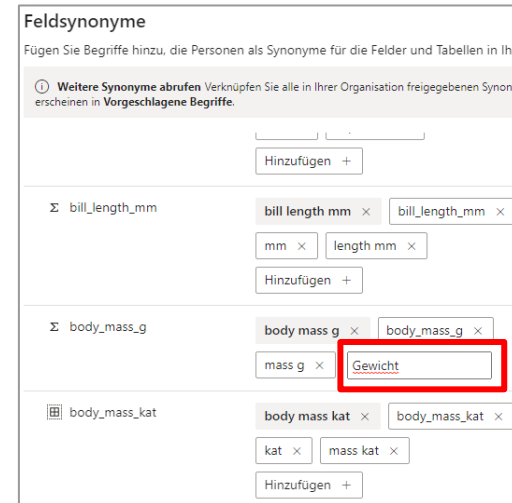 Feldsynonyme
Fügen Sie Begriffe hinzu, die Personen als Synonyme für die Felder und Tabellen in Ih
Weitere Synonyme abrufen Verknüpfen Sie alle in Ihrer Organisation freigegebenen Synon
erscheinen in Vorgeschlagene Begriffe.
Hinzufügen +
Σ bill_length_mm bill length mm × bill_length_mm ×
mm × length mm ×
Hinzufügen +
Σ body_mass_g body mass g × body_mass_g ×
mass g × Gewicht
body_mass_kat body mass kat × body_mass_kat ×
kat × mass kat ×
Hinzufügen +